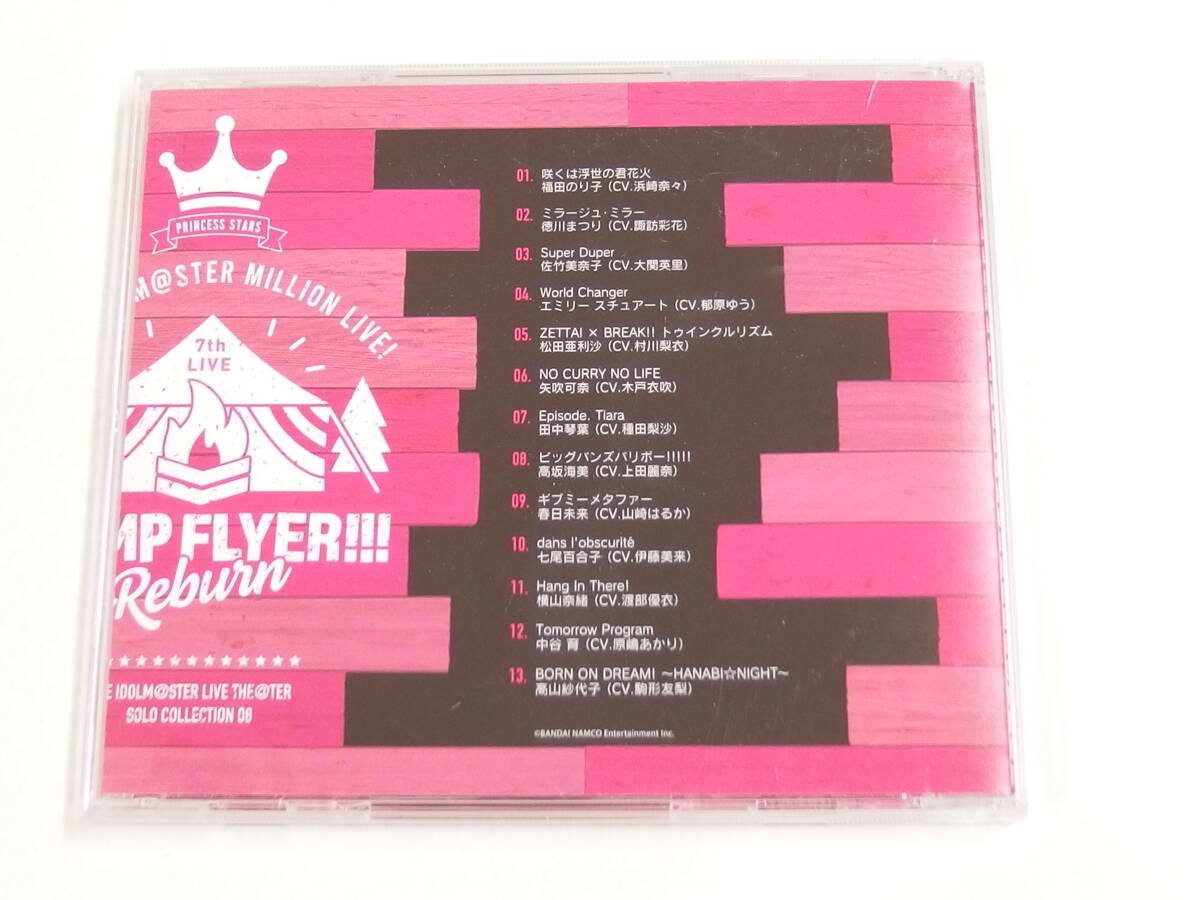 PRINCESS STARS
M@STER MILLION LIVE!
7th
LIVE
MP FLYER!!!
Reburn
E IDOLM@STER LIVE THE@TER
SOLO COLLECTION 08
01. 咲くは浮世の君花火
福田のり子（CV.浜崎奈々）
02. ミラージュ・ミラー
徳川まつり（CV.諏訪彩花）
03. Super Duper
佐竹美奈子（CV.大関英里）
04. World Changer
エミリー スチュアート（CV.郁原ゆう）
05. ZETTAI × BREAK!! トゥインクルリズム
松田亜利沙（CV.村川梨衣）
06. NO CURRY NO LIFE
矢吹可奈（CV.木戸衣吹）
07. Episode. Tiara
田中琴葉（CV.種田梨沙）
08. ビッグバンズバリボー!!!!!
高坂海美（CV.上田麗奈）
09. ギブミーメタファー
春日未来（CV.山崎はるか）
10. dans l'obscurité
七尾百合子（CV.伊藤美来）
11. Hang In There!
横山奈緒（CV.渡部優衣）
12. Tomorrow Program
中谷 育（CV.原嶋あかり）
13. BORN ON DREAM! ～HANABI☆NIGHT～
高山紗代子（CV.駒形友梨）
©BANDAI NAMCO Entertainment Inc.